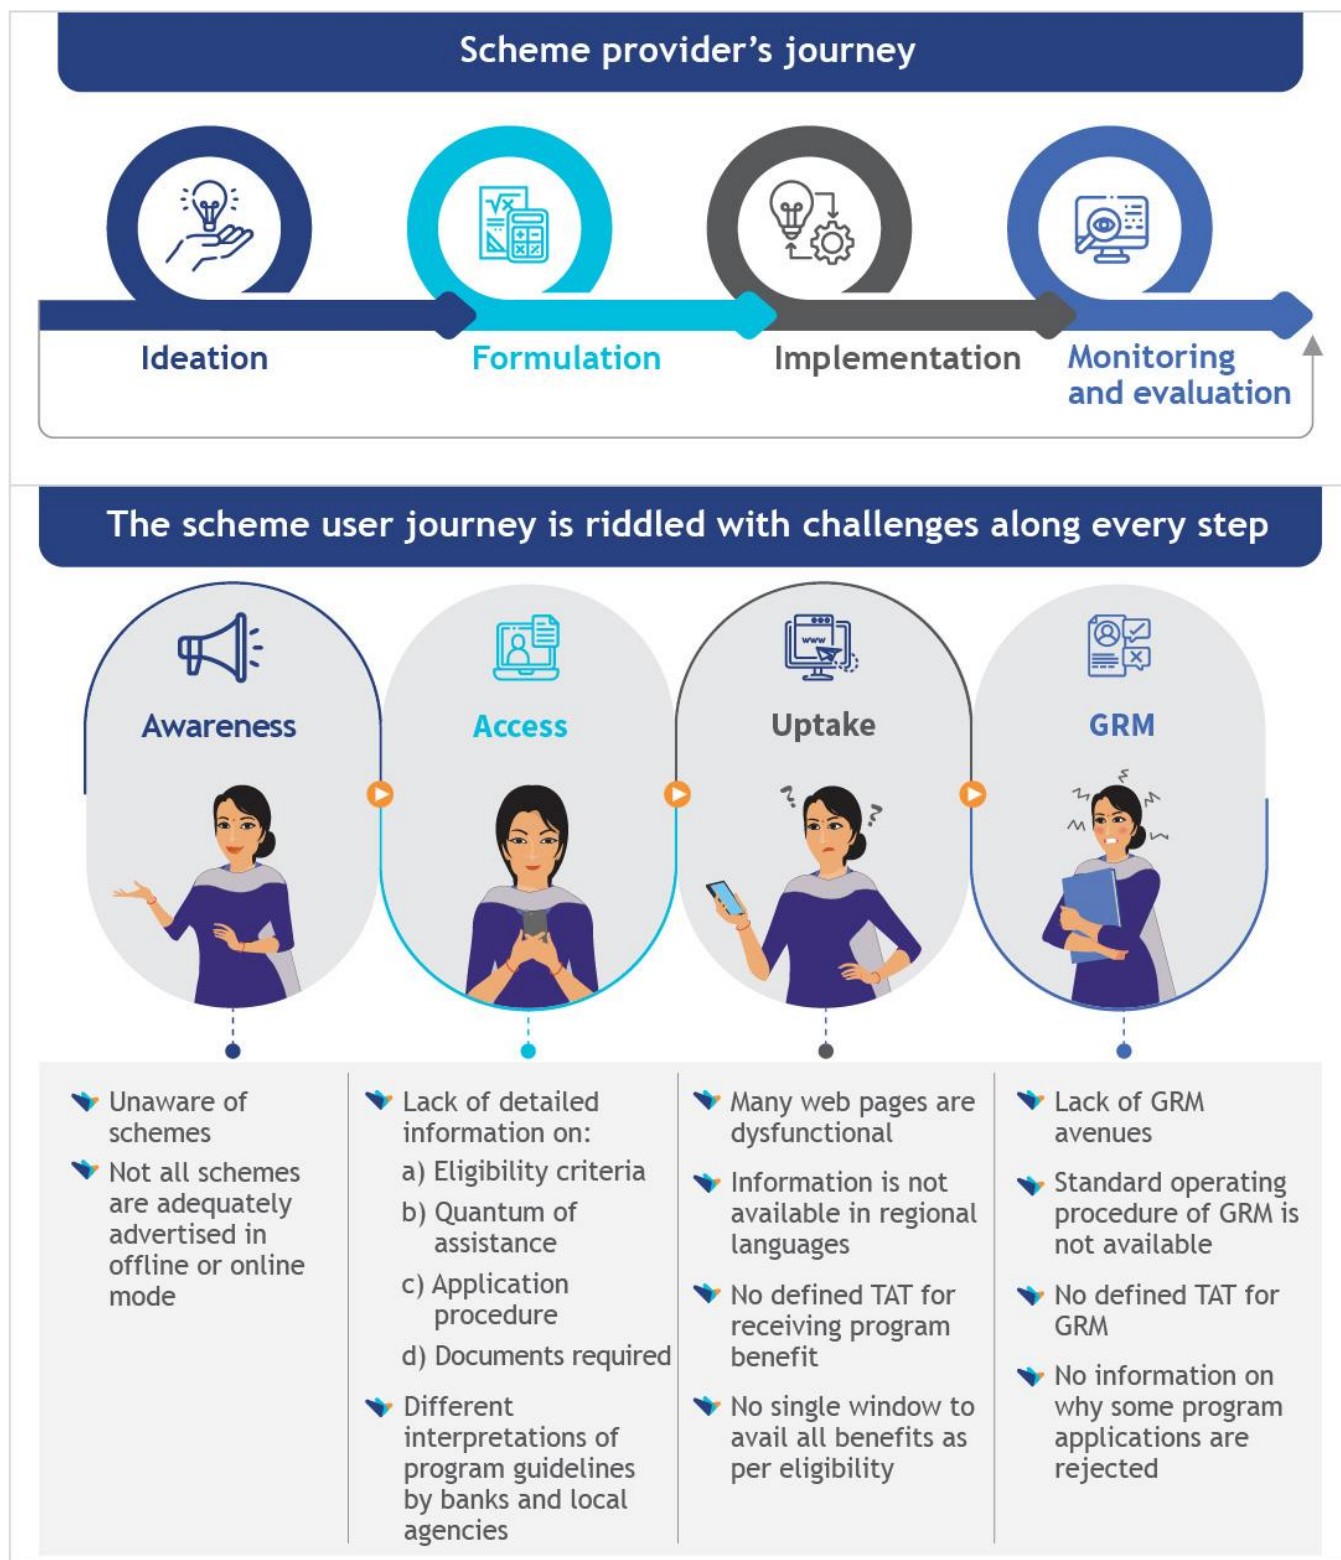 Scheme provider's journey
√x
Ideation
Formulation
Implementation
Monitoring
and evaluation
The scheme user journey is riddled with challenges along every step
www
Awareness
Access
Uptake
GRM
? ?
Unaware of
schemes
Not all schemes
are adequately
advertised in
offline or online
mode
Lack of detailed
information on:
a) Eligibility criteria
b) Quantum of
assistance
c) Application
procedure
d) Documents required
Different
interpretations of
program guidelines
by banks and local
agencies
Many web pages are
dysfunctional
Information is not
available in regional
languages
No defined TAT for
receiving program
benefit
No single window to
avail all benefits as
per eligibility
Lack of GRM
avenues
Standard operating
procedure of GRM is
not available
No defined TAT for
GRM
No information on
why some program
applications are
rejected